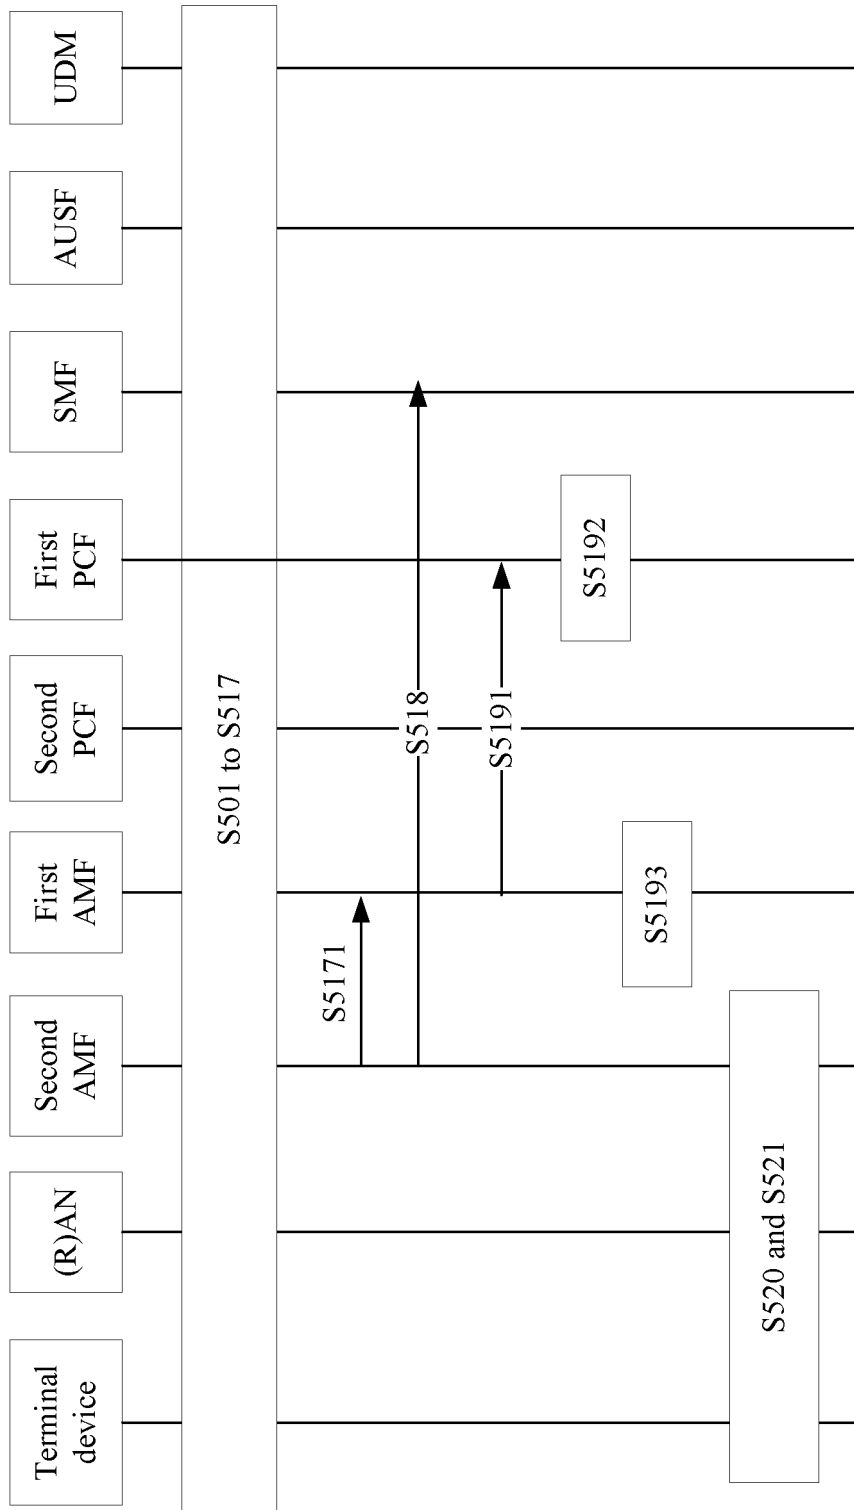 Terminal
device
(R)AN
Second
AMF
First
AMF
Second
PCF
First
PCF
SMF
AUSF
UDM
S501 to S517
S5171
S518
S5191
S5192
S5193
S520 and S521